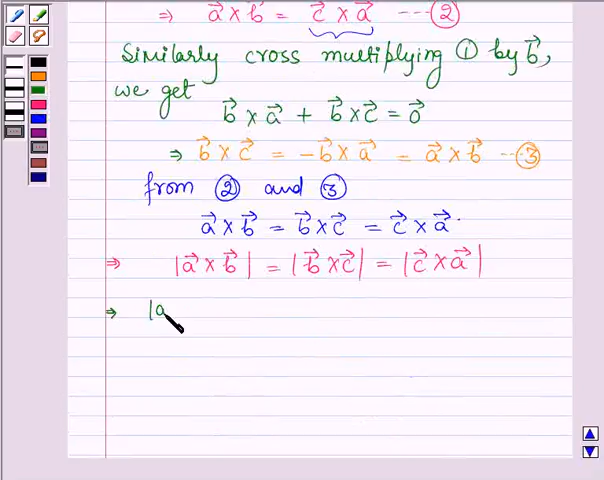 ⇒ a⃗ × b⃗ = c⃗ × a⃗ ---- ②
Similarly cross multiplying ① by b⃗,
we get
b⃗ × a⃗ + b⃗ × c⃗ = 0⃗
⇒ b⃗ × c⃗ = -b⃗ × a⃗ = a⃗ × b⃗ --- ③
from ② and ③
a⃗ × b⃗ = b⃗ × c⃗ = c⃗ × a⃗.
⇒ |a⃗ × b⃗| = |b⃗ × c⃗| = |c⃗ × a⃗|
⇒ |a